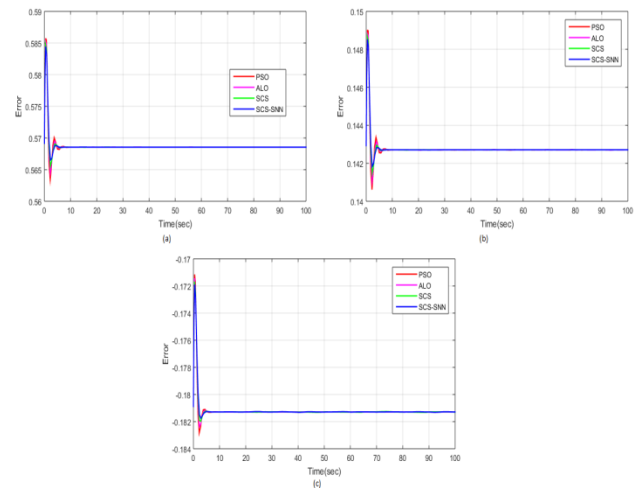 0.59
0.585
0.58
0.575
0.57
0.565
0.56
Error
PSO
ALO
SCS
SCS-SNN
0 10 20 30 40 50 60 70 80 90 100
Time(sec)
(a)
0.15
0.148
0.146
0.144
0.142
0.14
Error
PSO
ALO
SCS
SCS-SNN
0 10 20 30 40 50 60 70 80 90 100
Time(sec)
(b)
-0.17
-0.172
-0.174
-0.176
-0.178
-0.18
-0.182
-0.184
Error
PSO
ALO
SCS
SCS-SNN
0 10 20 30 40 50 60 70 80 90 100
Time(sec)
(c)